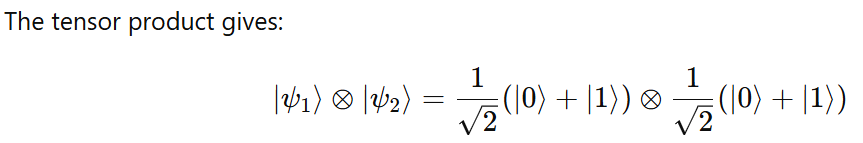 The tensor product gives:
|ψ₁⟩ ⊗ |ψ₂⟩ = 1/√2 (|0⟩ + |1⟩) ⊗ 1/√2 (|0⟩ + |1⟩)